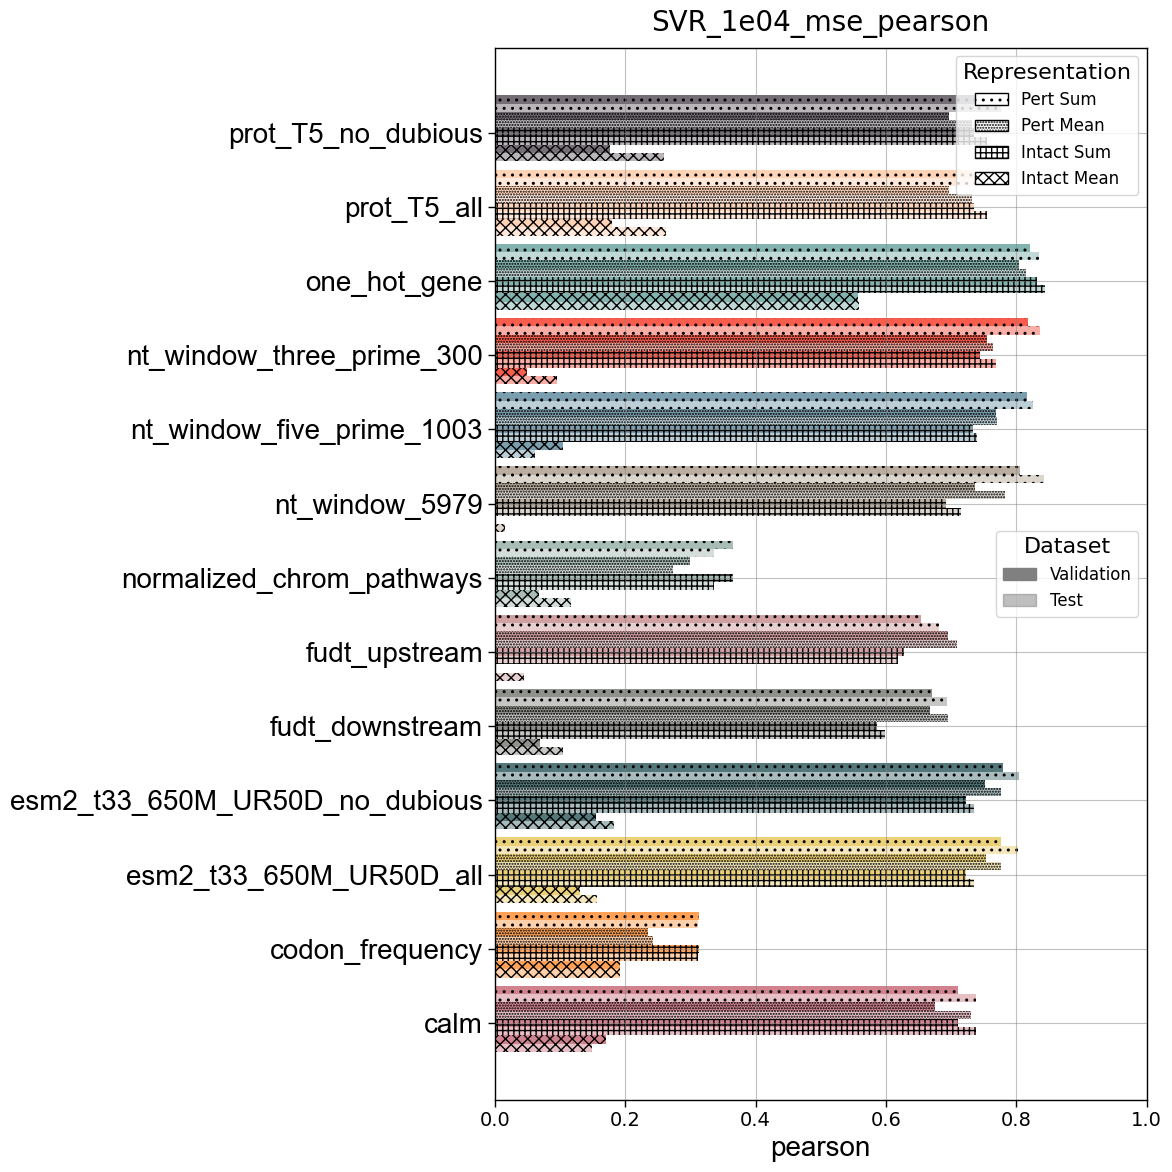 SVR_1e04_mse_pearson
Representation
Pert Sum
Pert Mean
Intact Sum
Intact Mean
prot_T5_no_dubious
prot_T5_all
one_hot_gene
nt_window_three_prime_300
nt_window_five_prime_1003
nt_window_5979
Dataset
Validation
Test
normalized_chrom_pathways
fudt_upstream
fudt_downstream
esm2_t33_650M_UR50D_no_dubious
esm2_t33_650M_UR50D_all
codon_frequency
calm
0.0 0.2 0.4 0.6 0.8 1.0
pearson